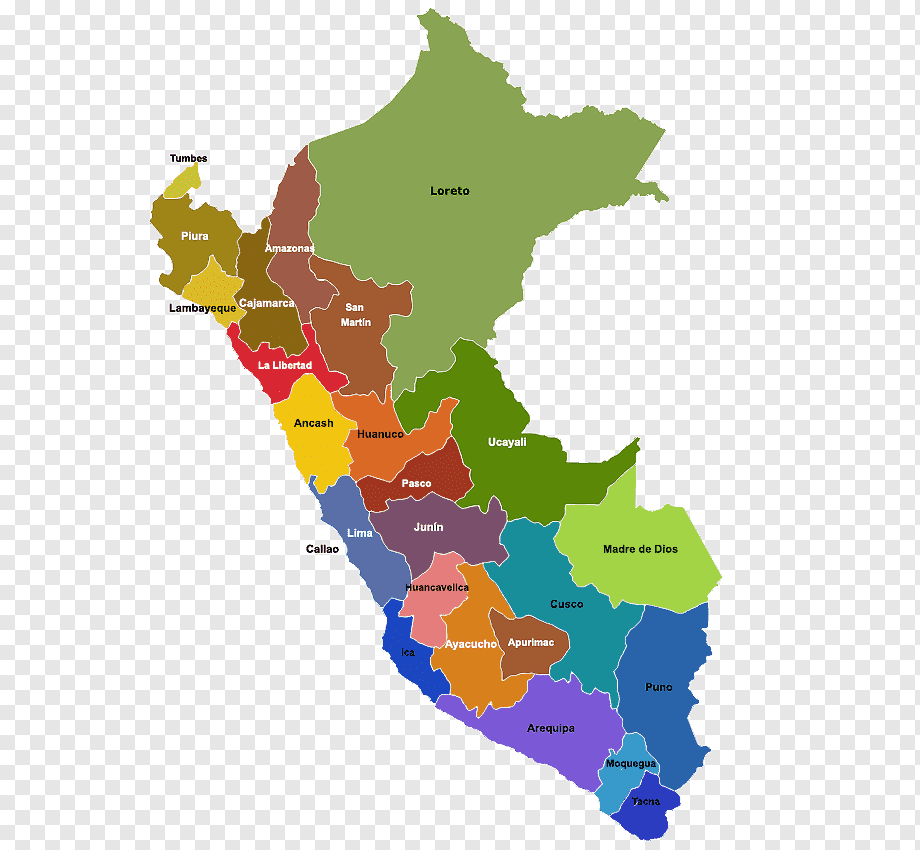 Tumbes
Loreto
Piura
Amazonas
Lambayeque
Cajamarca
San
Martín
La Libertad
Ancash
Huanuco
Ucayali
Pasco
Junín
Lima
Callao
Madre de Dios
Huancavelica
Cusco
Ayacucho
Apurimac
Ica
Puno
Arequipa
Moquegua
Tacna